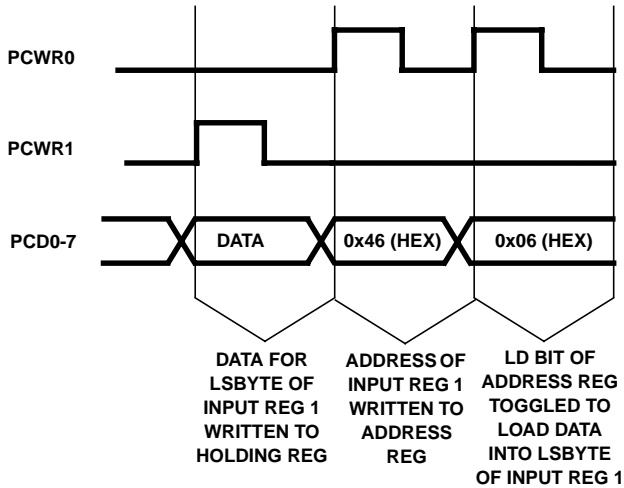 PCWR0
PCWR1
PCD0-7
DATA
0x46 (HEX)
0x06 (HEX)
DATA FOR
LSBYTE OF
INPUT REG 1
WRITTEN TO
HOLDING REG
ADDRESS OF
INPUT REG 1
WRITTEN TO
ADDRESS
REG
LD BIT OF
ADDRESS REG
TOGGLED TO
LOAD DATA
INTO LSBYTE
OF INPUT REG 1